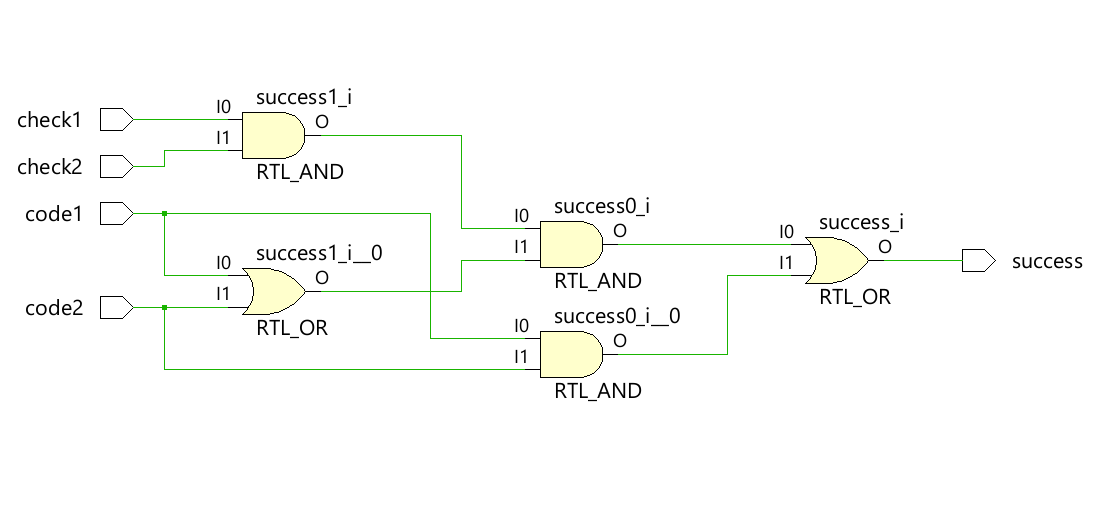 success1_i
check1
I0
O
I1
check2
RTL_AND
code1
success0_i
I0
O
I1
success_i
I0
O
success1_i__0
I0
O
I1
success
I1
RTL_AND
RTL_OR
code2
RTL_OR
success0_i__0
I0
O
I1
RTL_AND